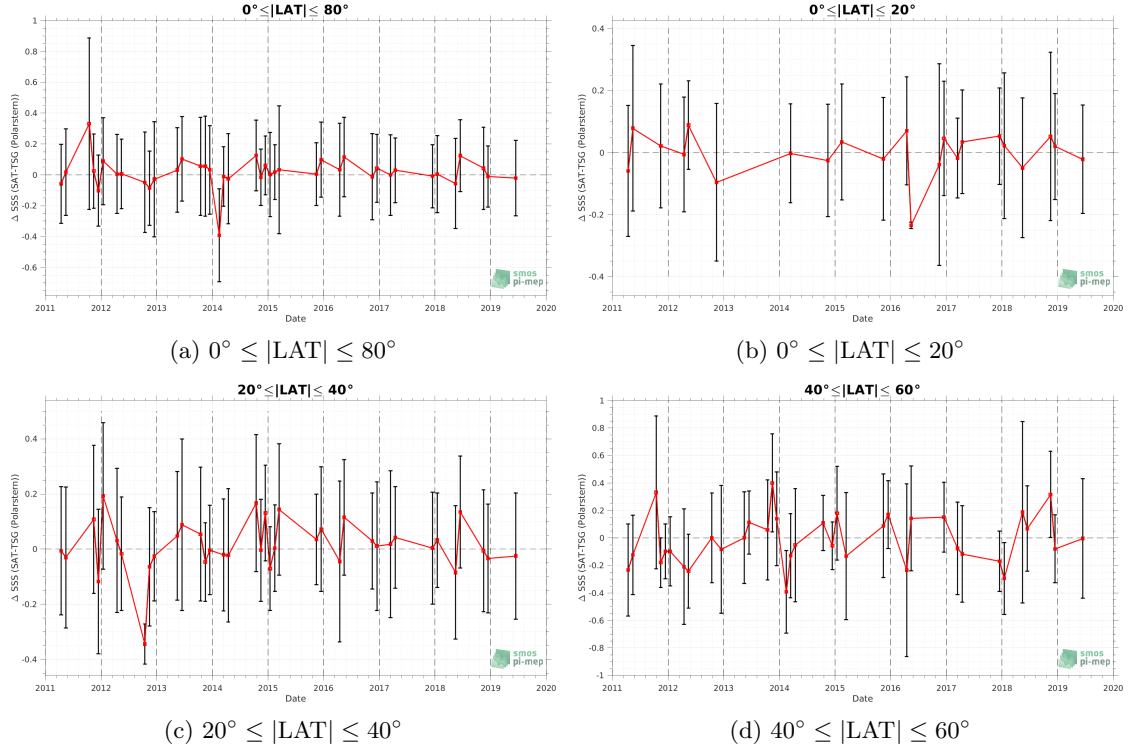 0°≤|LAT|≤ 80°
Δ SSS (SAT-TSG (Polarstern))
1
0.8
0.6
0.4
0.2
0
-0.2
-0.4
-0.6
2011 2012 2013 2014 2015 2016 2017 2018 2019 2020
Date
smos
pi-mep
(a) 0° ≤ |LAT| ≤ 80°
0°≤|LAT|≤ 20°
Δ SSS (SAT-TSG (Polarstern))
0.4
0.2
0
-0.2
-0.4
2011 2012 2013 2014 2015 2016 2017 2018 2019 2020
Date
smos
pi-mep
(b) 0° ≤ |LAT| ≤ 20°
20°≤|LAT|≤ 40°
Δ SSS (SAT-TSG (Polarstern))
0.4
0.2
0
-0.2
-0.4
2011 2012 2013 2014 2015 2016 2017 2018 2019 2020
Date
smos
pi-mep
(c) 20° ≤ |LAT| ≤ 40°
40°≤|LAT|≤ 60°
Δ SSS (SAT-TSG (Polarstern))
1
0.8
0.6
0.4
0.2
0
-0.2
-0.4
-0.6
-0.8
-1
2011 2012 2013 2014 2015 2016 2017 2018 2019 2020
Date
smos
pi-mep
(d) 40° ≤ |LAT| ≤ 60°